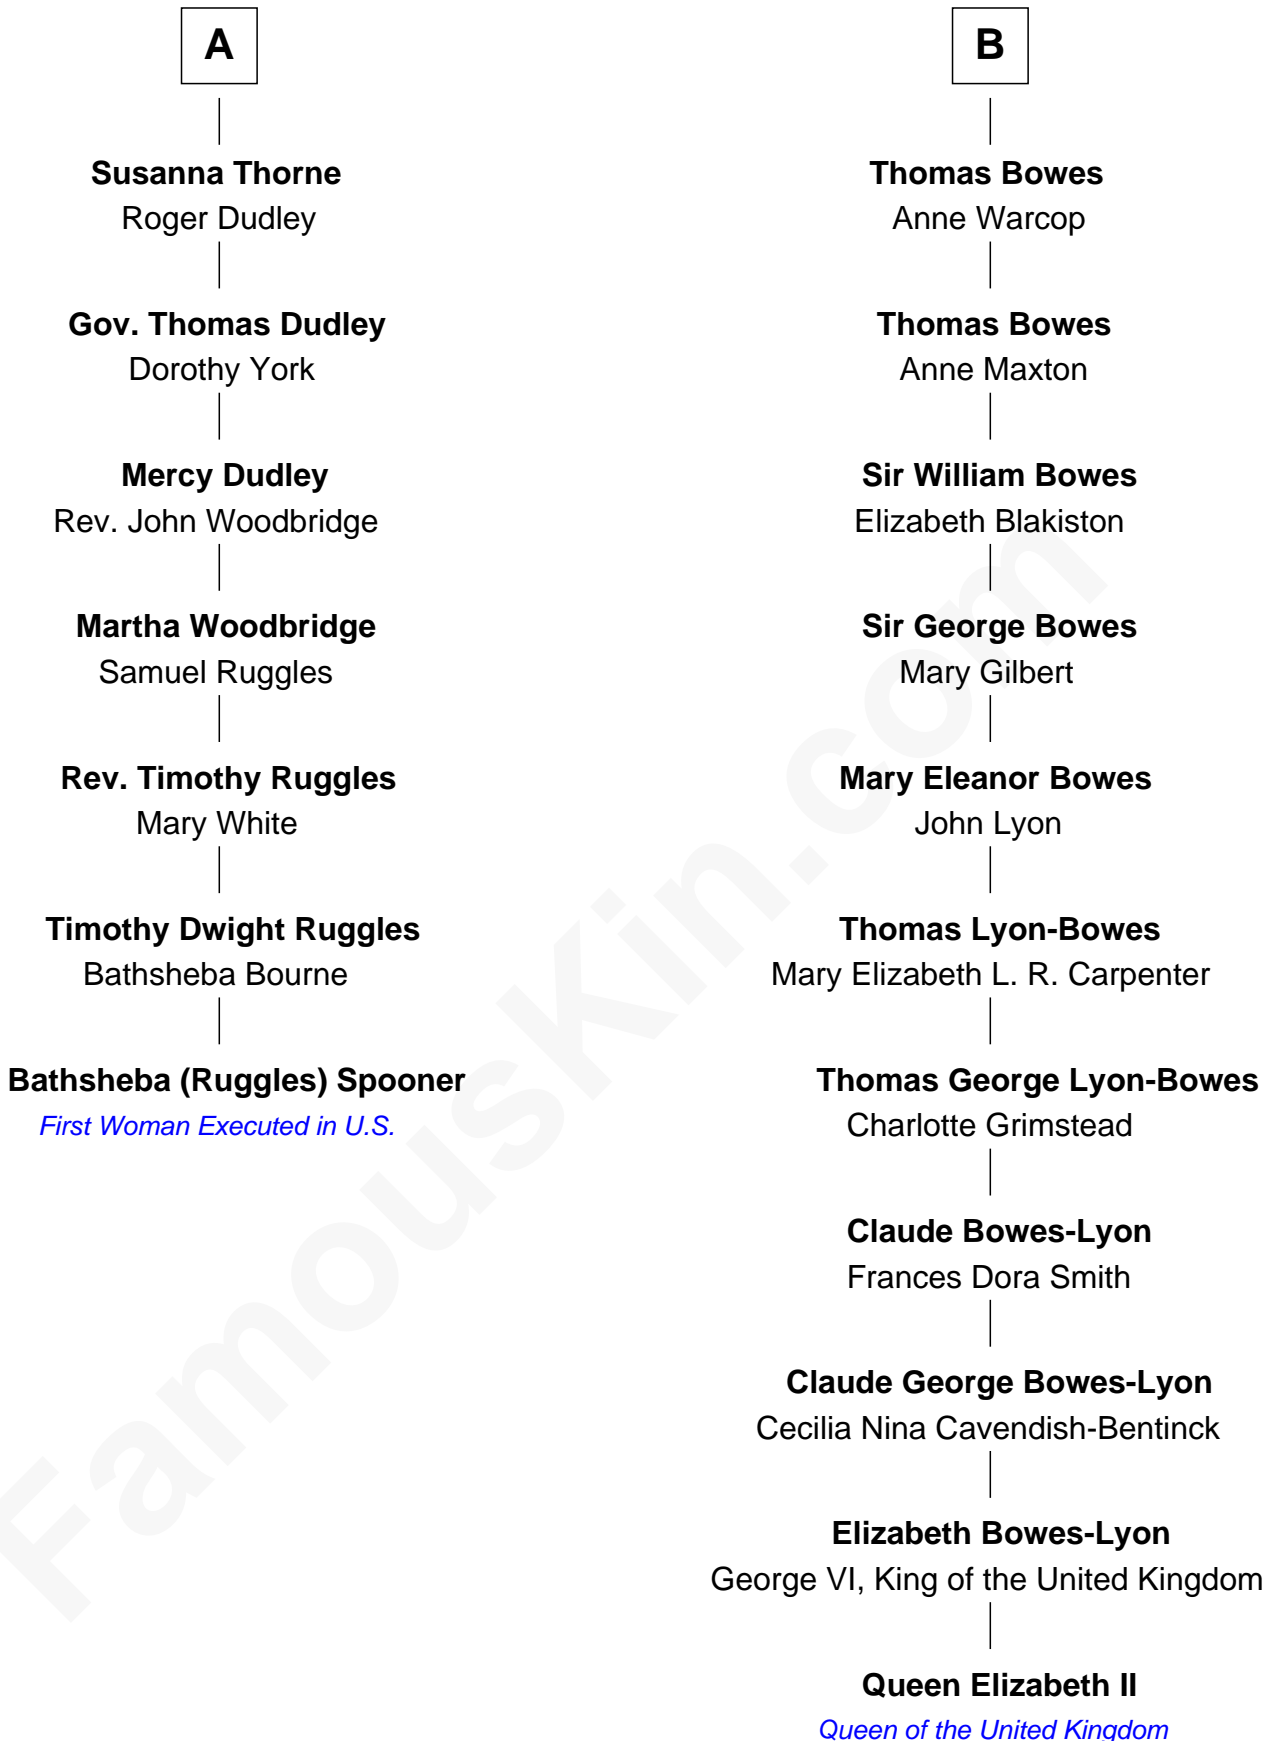 A
Susanna Thorne
Roger Dudley
Gov. Thomas Dudley
Dorothy York
Mercy Dudley
Rev. John Woodbridge
Martha Woodbridge
Samuel Ruggles
Rev. Timothy Ruggles
Mary White
Timothy Dwight Ruggles
Bathsheba Bourne
Bathsheba (Ruggles) Spooner
First Woman Executed in U.S.
B
Thomas Bowes
Anne Warcop
Thomas Bowes
Anne Maxton
Sir William Bowes
Elizabeth Blakiston
Sir George Bowes
Mary Gilbert
Mary Eleanor Bowes
John Lyon
Thomas Lyon-Bowes
Mary Elizabeth L. R. Carpenter
Thomas George Lyon-Bowes
Charlotte Grimstead
Claude Bowes-Lyon
Frances Dora Smith
Claude George Bowes-Lyon
Cecilia Nina Cavendish-Bentinck
Elizabeth Bowes-Lyon
George VI, King of the United Kingdom
Queen Elizabeth II
Queen of the United Kingdom
FamousKin.com